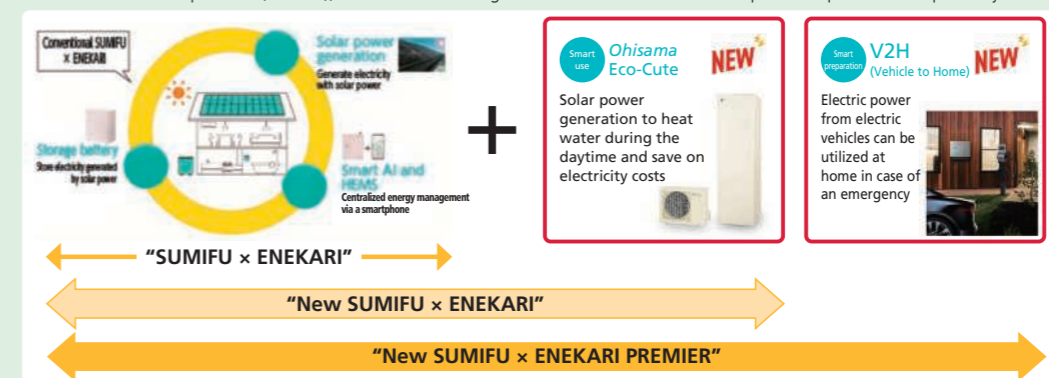 Conventional SUMIFU
× ENEKARI
Solar power
generation
Generate electricity
with solar power
Storage battery
Store electricity generated
by solar power
Smart AI and
HEMS
Centralized energy management
via a smartphone
+
Smart
use
Ohisama
Eco-Cute
NEW
Solar power
generation to heat
water during the
daytime and save on
electricity costs
Smart
preparation
V2H
(Vehicle to Home)
NEW
Electric power
from electric
vehicles can be
utilized at
home in case of
an emergency
“SUMIFU × ENEKARI”
“New SUMIFU × ENEKARI”
“New SUMIFU × ENEKARI PREMIER”